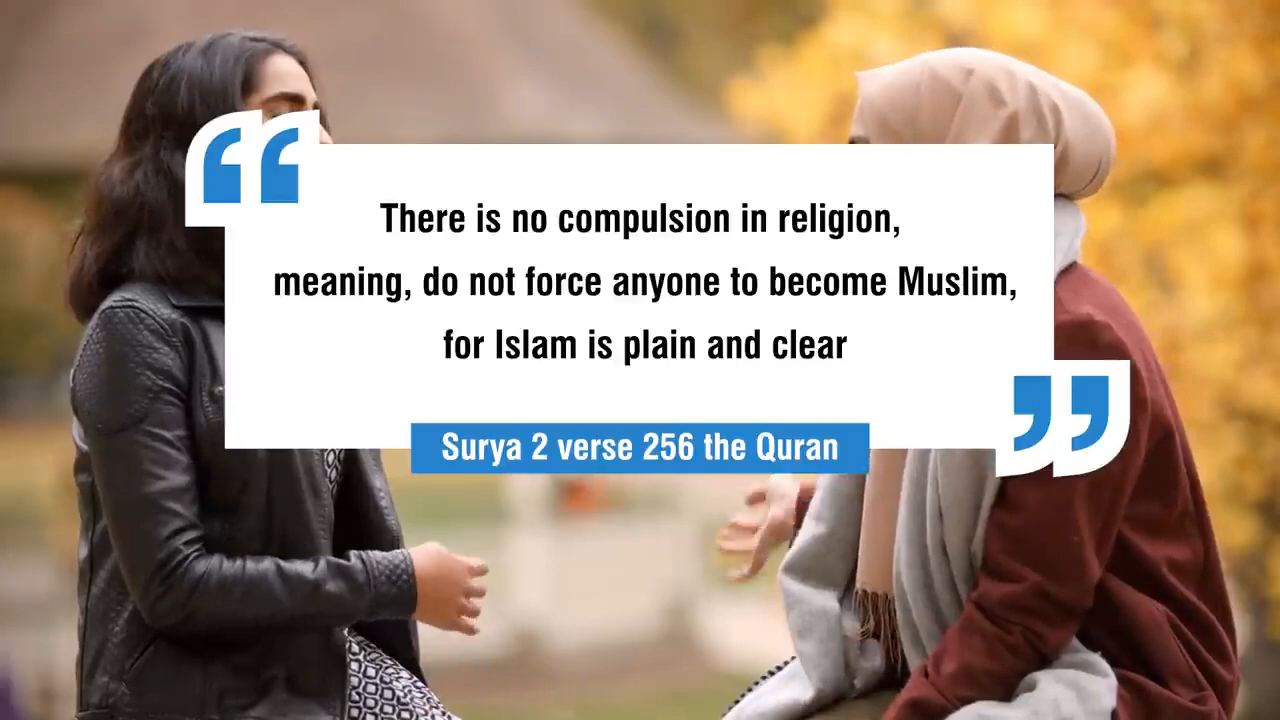 There is no compulsion in religion,
meaning, do not force anyone to become Muslim,
for Islam is plain and clear
Surya 2 verse 256 the Quran